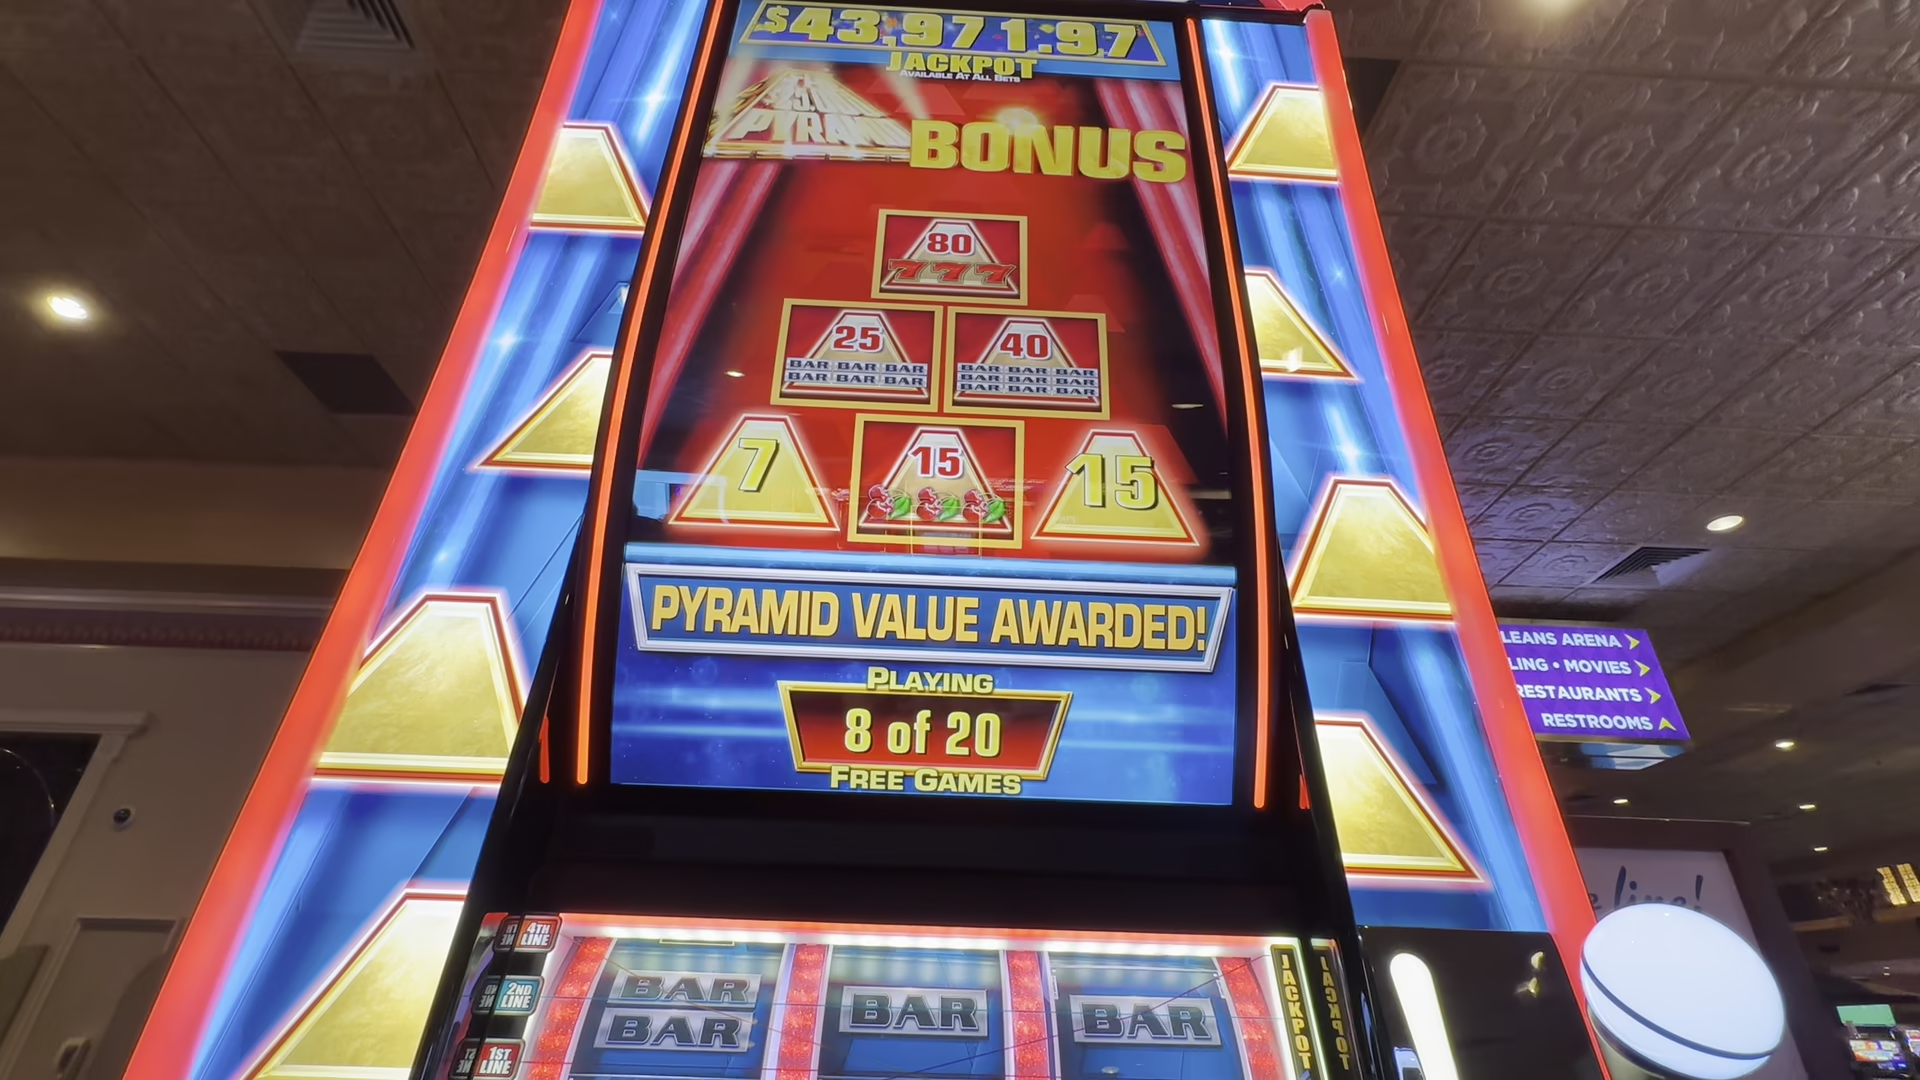 $43,971.97
JACKPOT
AVAILABLE AT ALL BETS
PYRAMID BONUS
80
777
25
BAR BAR BAR
BAR BAR BAR
40
BAR BAR BAR
BAR BAR BAR
BAR BAR BAR
7
15
15
PYRAMID VALUE AWARDED!
PLAYING
8 of 20
FREE GAMES
LEANS ARENA
LING • MOVIES
RESTAURANTS
RESTROOMS
line!
4TH
LINE
2ND
LINE
1ST
LINE
BAR
BAR
BAR
BAR
JACKPOT
JACKPOT